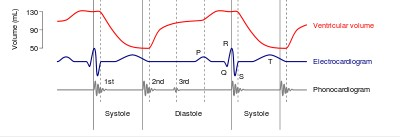 Volume (mL)
130
90
50
Ventricular volume
R
P
T
Electrocardiogram
Q
S
1st
2nd
3rd
Phonocardiogram
Systole
Diastole
Systole